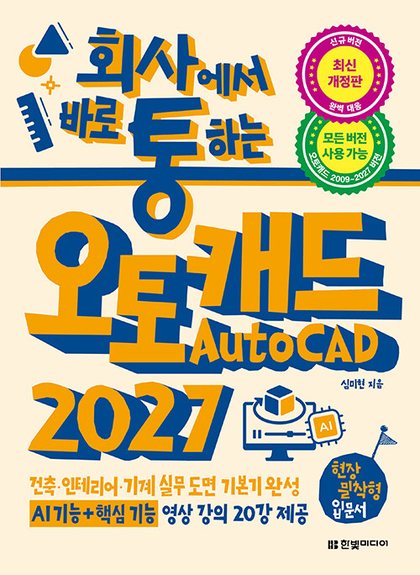 회사에서
바로 통 하는
신규 버전
최신
개정판
완벽 대응
모든 버전
사용 가능
오토캐드 2009~2027 버전
오토캐드
AutoCAD
2027
심미현 지음
AI
건축·인테리어·기계 실무 도면 기본기 완성
AI 기능+핵심 기능 영상 강의 20강 제공
현장
밀착형
입문서
HB 한빛미디어